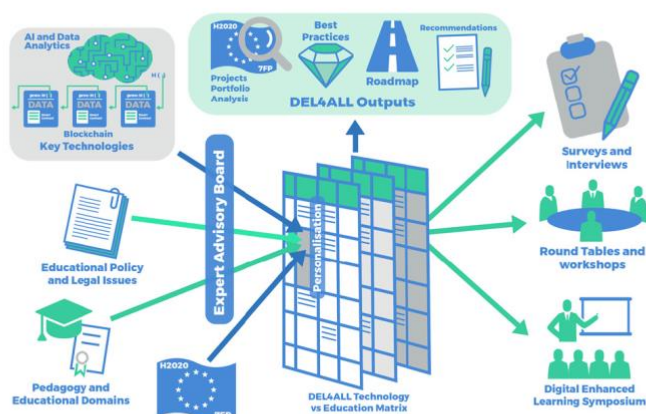 AI and Data
Analytics
DATA
DATA
DATA
Blockchain
Key Technologies
H2020
7FP
Projects
Portfolio
Analysis
Best
Practices
Roadmap
Recommendations
DEL4ALL Outputs
Surveys and
Interviews
Educational Policy
and Legal Issues
Expert Advisory Board
Personalisation
Round Tables and
workshops
Pedagogy and
Educational Domains
H2020
DEL4ALL Technology
vs Education Matrix
Digital Enhanced
Learning Symposium